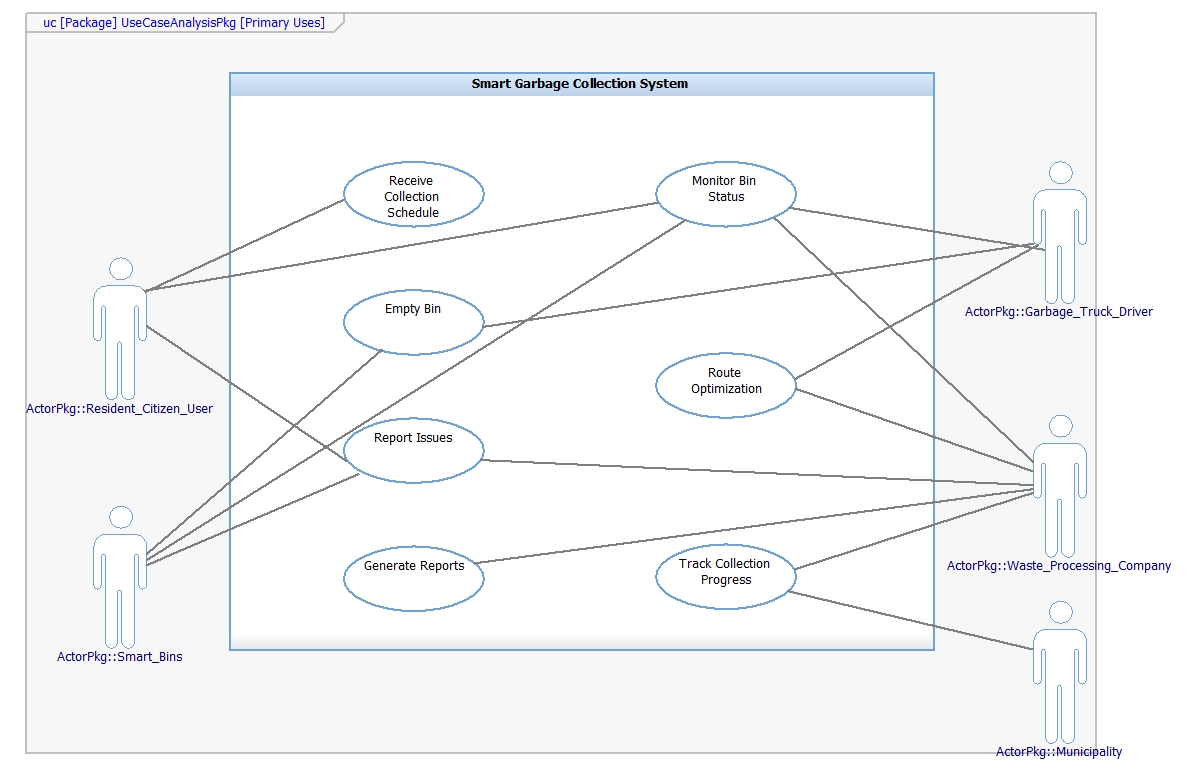 uc [Package] UseCaseAnalysisPkg [Primary Uses]
Smart Garbage Collection System
Receive
Collection
Schedule
Monitor Bin
Status
Empty Bin
ActorPkg::Garbage_Truck_Driver
Route
Optimization
ActorPkg::Resident_Citizen_User
Report Issues
Generate Reports
Track Collection
Progress
ActorPkg::Waste_Processing_Company
ActorPkg::Smart_Bins
ActorPkg::Municipality